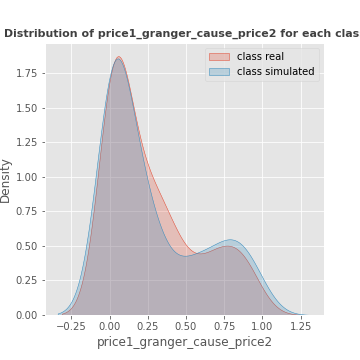 Distribution of price1_granger_cause_price2 for each clas
class real
class simulated
1.75
1.50
1.25
1.00
0.75
0.50
0.25
0.00
Density
−0.25 0.00 0.25 0.50 0.75 1.00 1.25
price1_granger_cause_price2